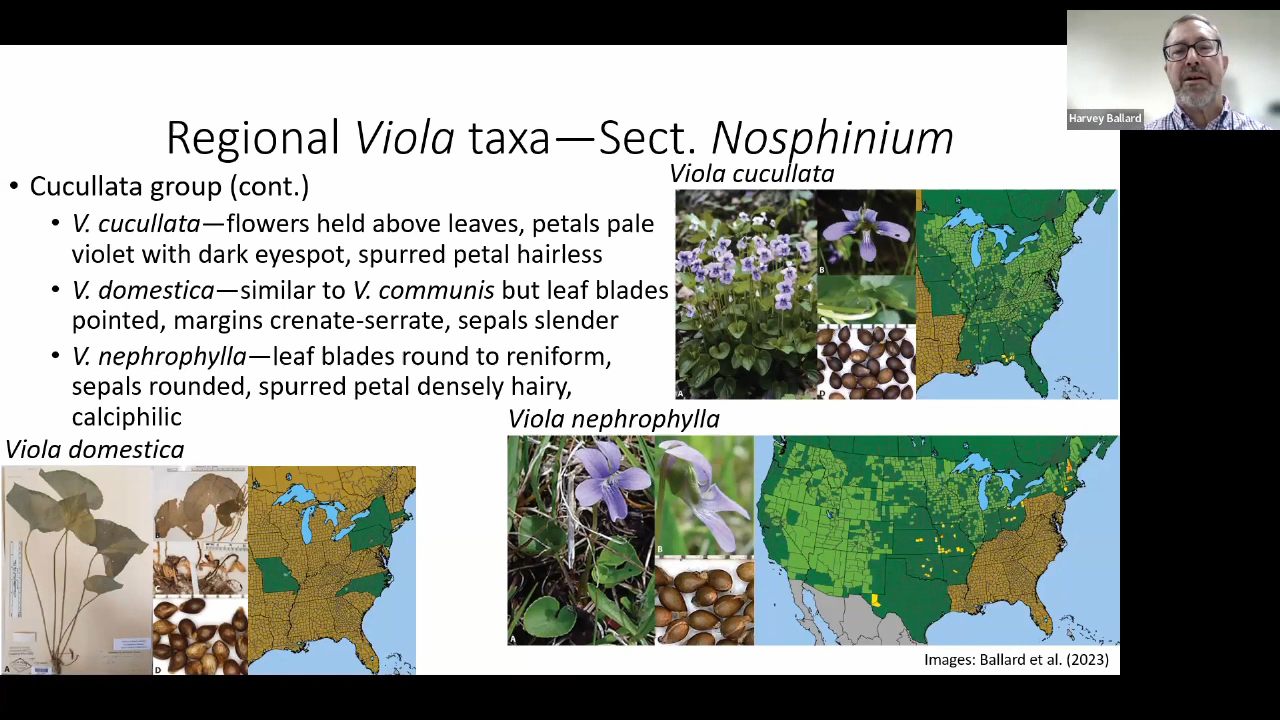 Harvey Ballard
Regional Viola taxa—Sect. Nosphinium
• Cucullata group (cont.)
• V. cucullata—flowers held above leaves, petals pale
violet with dark eyespot, spurred petal hairless
• V. domestica—similar to V. communis but leaf blades
pointed, margins crenate-serrate, sepals slender
• V. nephrophylla—leaf blades round to reniform,
sepals rounded, spurred petal densely hairy,
calciphilic
Viola cucullata
A
B
D
Viola nephrophylla
A
B
Viola domestica
A
B
D
Images: Ballard et al. (2023)